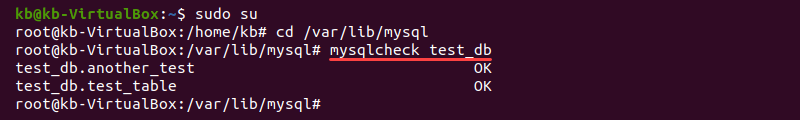 kb@kb-VirtualBox:~$ sudo su
root@kb-VirtualBox:/home/kb# cd /var/lib/mysql
root@kb-VirtualBox:/var/lib/mysql# mysqlcheck test_db
test_db.another_test                               OK
test_db.test_table                                 OK
root@kb-VirtualBox:/var/lib/mysql#